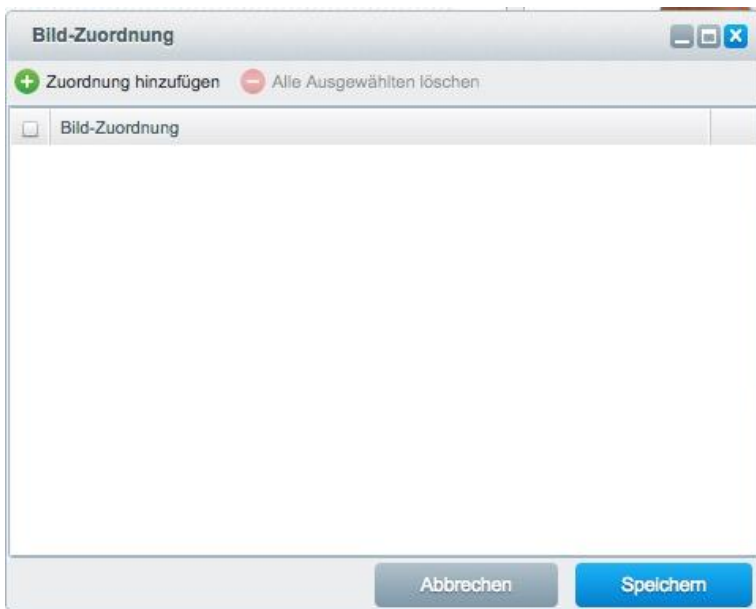 Bild-Zuordnung
Zuordnung hinzufügen Alle Ausgewählten löschen
Bild-Zuordnung
Abbrechen Speichern